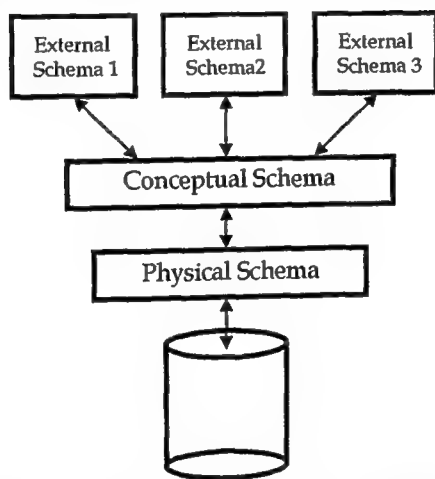 External
Schema 1
External
Schema2
External
Schema 3
Conceptual Schema
Physical Schema